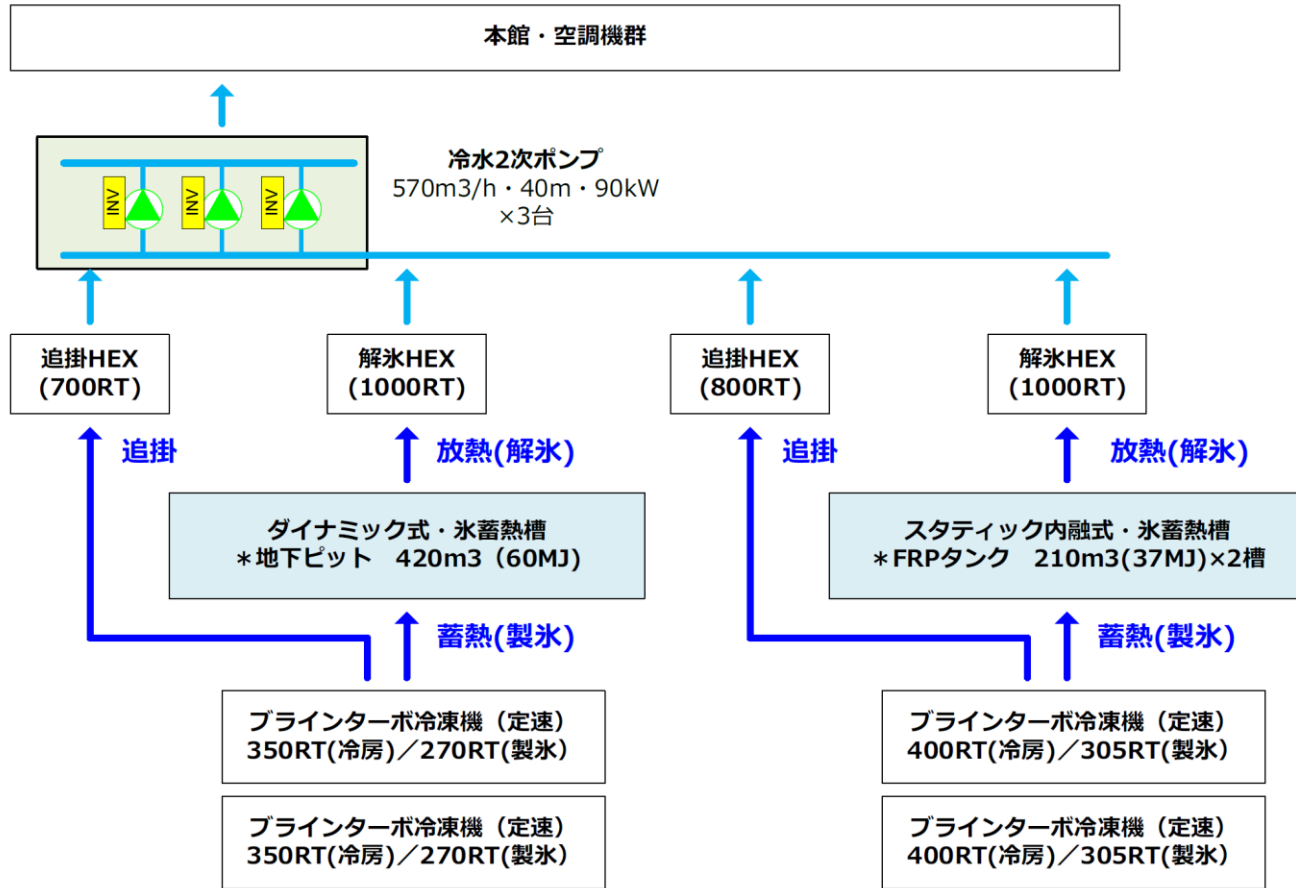 本館・空調機群
冷水2次ポンプ
570m3/h・40m・90kW
×3台
INV
INV
INV
追掛HEX
(700RT)
解氷HEX
(1000RT)
追掛HEX
(800RT)
解氷HEX
(1000RT)
追掛
放熱(解氷)
追掛
放熱(解氷)
ダイナミック式・氷蓄熱槽
＊地下ピット　420m3（60MJ)
スタティック内融式・氷蓄熱槽
＊FRPタンク　210m3(37MJ)×2槽
蓄熱(製氷)
蓄熱(製氷)
ブラインターボ冷凍機（定速）
350RT(冷房)／270RT(製氷）
ブラインターボ冷凍機（定速）
400RT(冷房)／305RT(製氷）
ブラインターボ冷凍機（定速）
350RT(冷房)／270RT(製氷）
ブラインターボ冷凍機（定速）
400RT(冷房)／305RT(製氷）